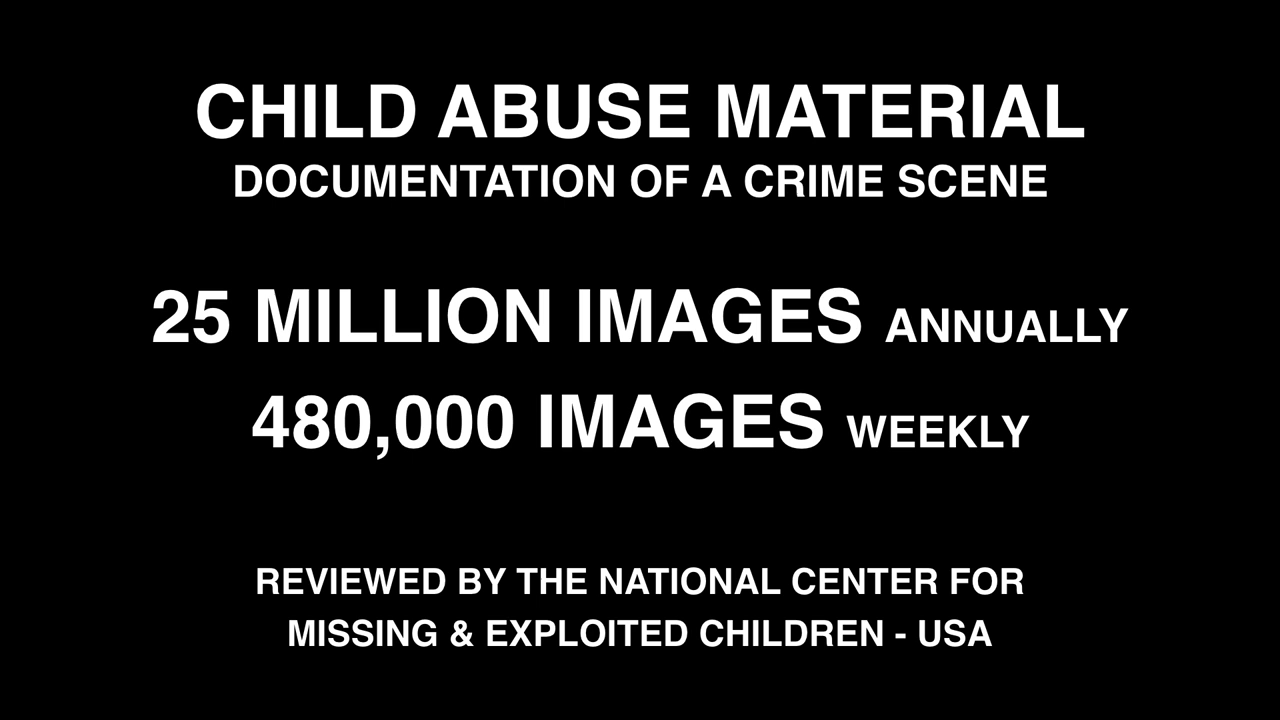 CHILD ABUSE MATERIAL
DOCUMENTATION OF A CRIME SCENE
25 MILLION IMAGES ANNUALLY
480,000 IMAGES WEEKLY
REVIEWED BY THE NATIONAL CENTER FOR
MISSING & EXPLOITED CHILDREN - USA